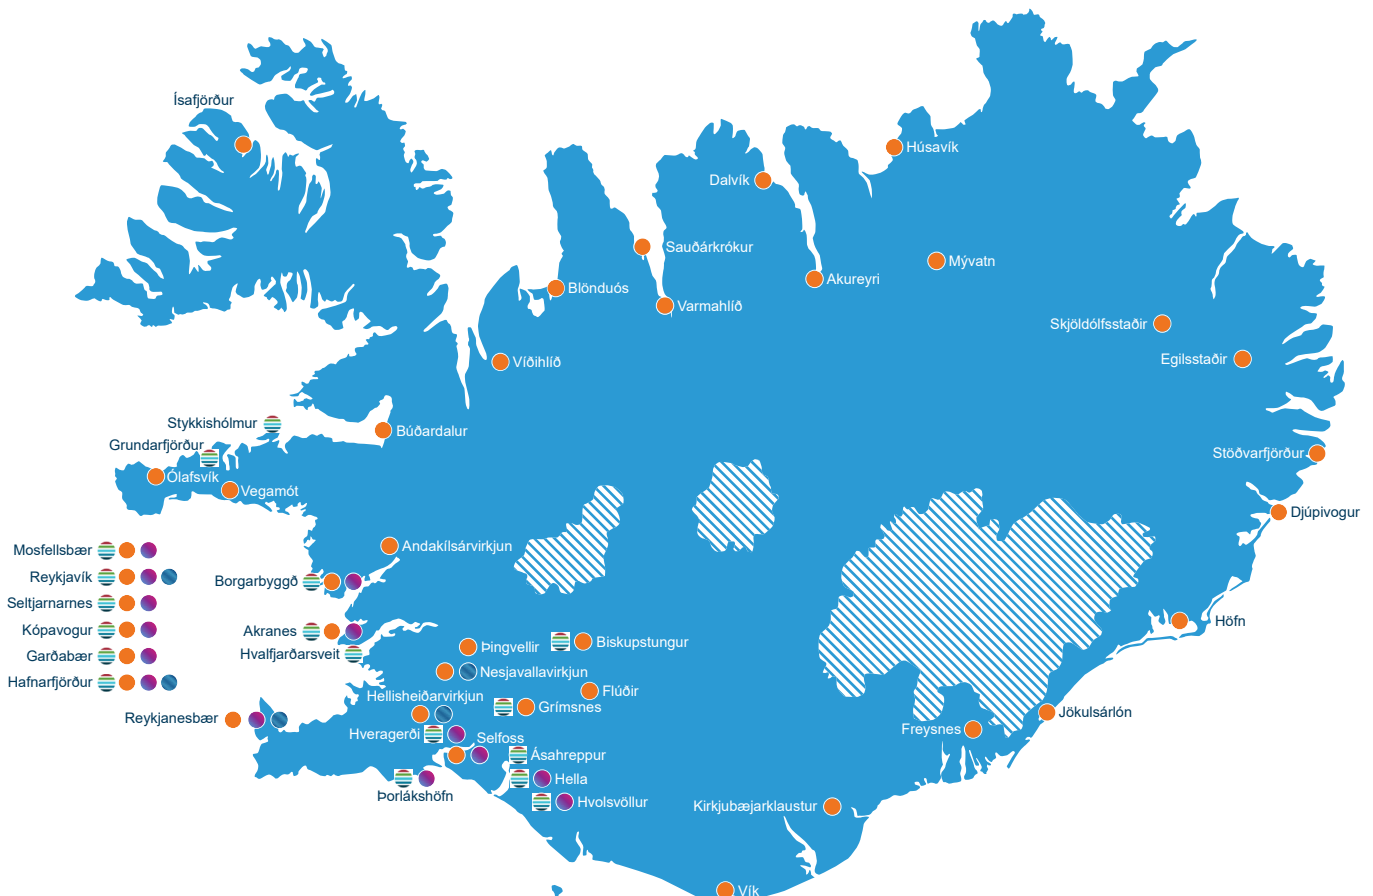 Ísafjörður
Húsavík
Dalvík
Sauðárkrókur
Mývatn
Akureyri
Blönduós
Varmahlíð
Skjöldólfsstaðir
Egilsstaðir
Víðihlíð
Stykkishólmur
Búðardalur
Grundarfjörður
Stöðvarfjörður
Ólafsvík
Vegamót
Djúpivogur
Andakílsárvirkjun
Mosfellsbær
Reykjavík
Borgarbyggð
Seltjarnarnes
Kópavogur
Akranes
Höfn
Hvalfjarðarsveit
Þingvellir
Biskupstungur
Garðabær
Nesjavallavirkjun
Hafnarfjörður
Flúðir
Hellisheiðarvirkjun
Grímsnes
Jökulsárlón
Reykjanesbær
Freysnes
Hveragerði
Selfoss
Ásahreppur
Hella
Þorlákshöfn
Hvolsvöllur
Kirkjubæjarklaustur
Vík